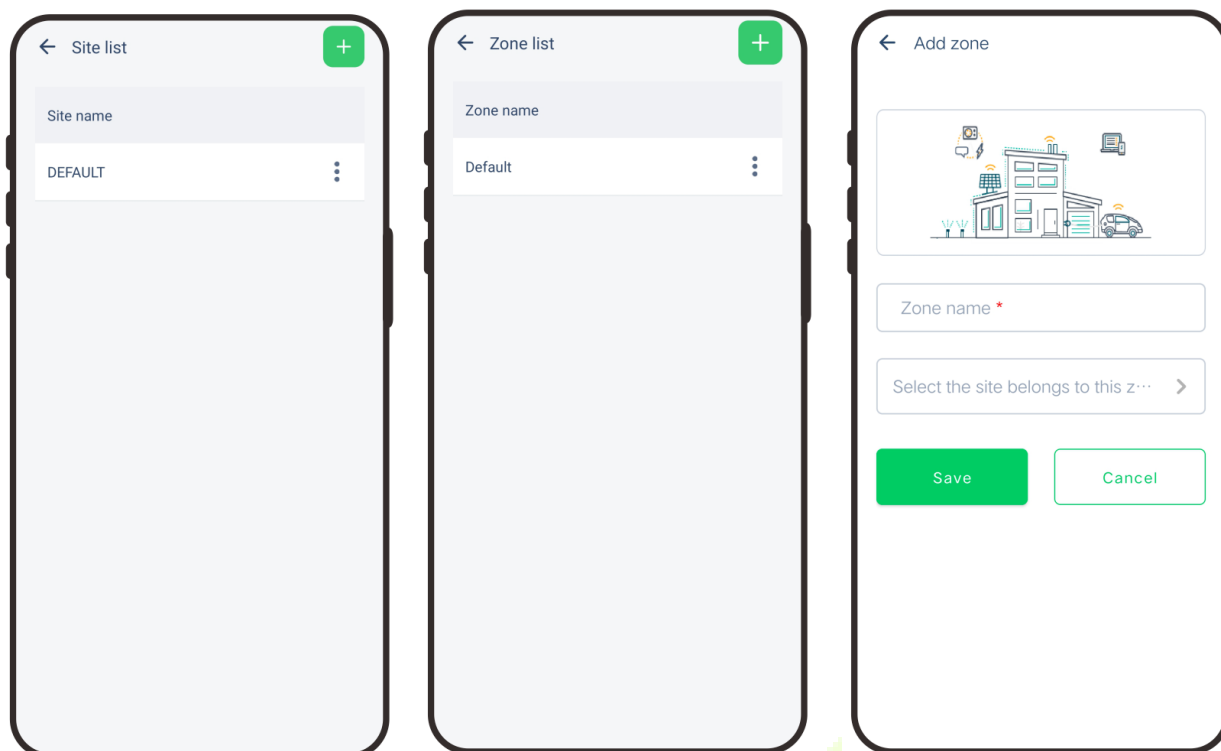 Site list
Site name
DEFAULT
Zone list
Zone name
Default
Add zone
Zone name *
Select the site belongs to this z···
Save
Cancel